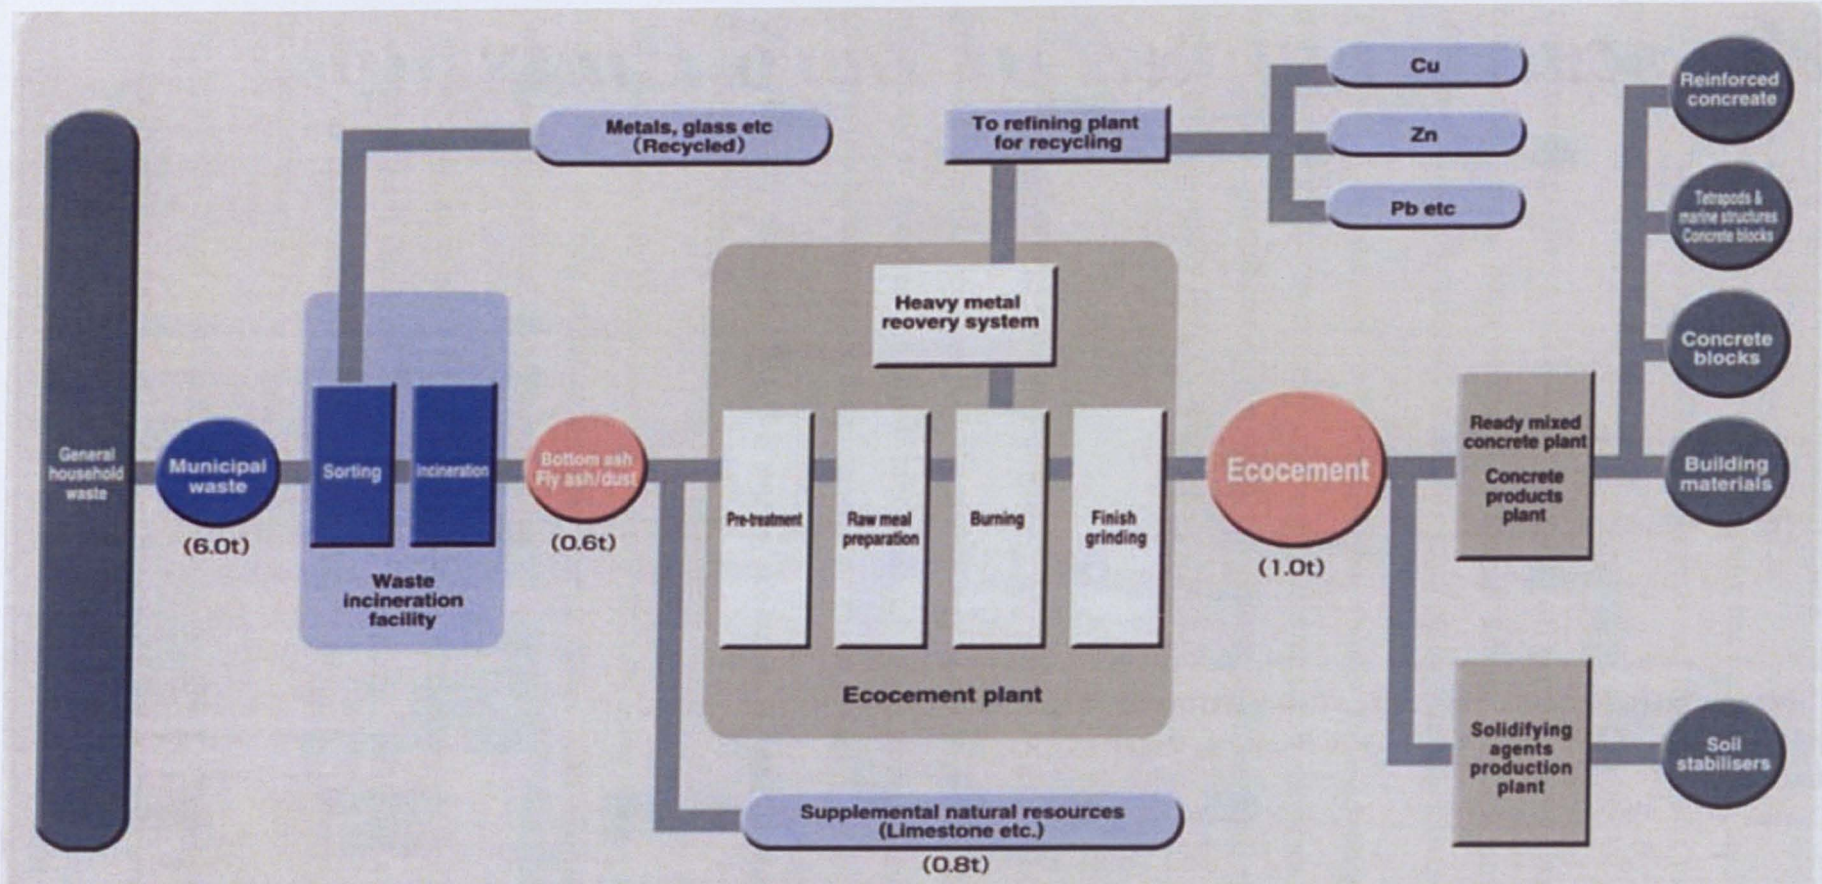 General
household
waste
Municipal
waste
(6.0t)
Metals, glass etc
(Recycled)
Sorting
Incineration
Waste
incineration
facility
Bottom ash
Fly ash/dust
(0.6t)
To refining plant
for recycling
Cu
Zn
Pb etc
Heavy metal
reovery system
Pre-treatment
Raw meal
preparation
Burning
Finish
grinding
Ecocement plant
Supplemental natural resources
(Limestone etc.)
(0.8t)
Ecocement
(1.0t)
Ready mixed
concrete plant
Concrete
products
plant
Solidifying
agents
production
plant
Reinforced
concreate
Tetrapods &
marine structures
Concrete blocks
Concrete
blocks
Building
materials
Soil
stabilisers